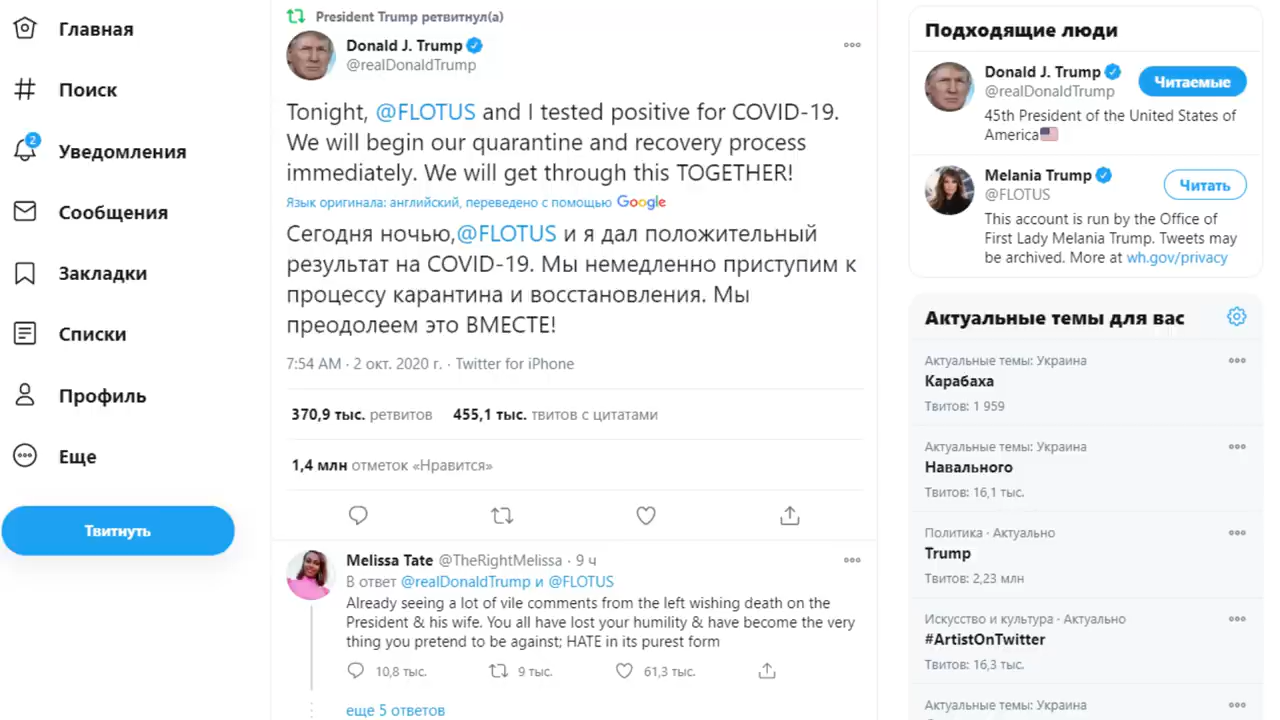 Главная
Поиск
2
Уведомления
Сообщения
Закладки
Списки
Профиль
Еще
Твитнуть
President Trump ретвитнул(а)
Donald J. Trump
@realDonaldTrump
Tonight, @FLOTUS and I tested positive for COVID-19.
We will begin our quarantine and recovery process
immediately. We will get through this TOGETHER!
Язык оригинала: английский, переведено с помощью Google
Сегодня ночью,@FLOTUS и я дал положительный
результат на COVID-19. Мы немедленно приступим к
процессу карантина и восстановления. Мы
преодолеем это ВМЕСТЕ!
7:54 AM · 2 окт. 2020 г. · Twitter for iPhone
370,9 тыс. ретвитов 455,1 тыс. твитов с цитатами
1,4 млн отметок «Нравится»
Melissa Tate @TheRightMelissa · 9 ч
В ответ @realDonaldTrump и @FLOTUS
Already seeing a lot of vile comments from the left wishing death on the
President & his wife. You all have lost your humility & have become the very
thing you pretend to be against; HATE in its purest form
10,8 тыс. 9 тыс. 61,3 тыс.
еще 5 ответов
Подходящие люди
Donald J. Trump
@realDonaldTrump
Читаемые
45th President of the United States of
America
Melania Trump
@FLOTUS
Читать
This account is run by the Office of
First Lady Melania Trump. Tweets may
be archived. More at wh.gov/privacy
Актуальные темы для вас
Актуальные темы: Украина
Карабаха
Твитов: 1 959
Актуальные темы: Украина
Навального
Твитов: 16,1 тыс.
Политика · Актуально
Trump
Твитов: 2,23 млн
Искусство и культура · Актуально
#ArtistOnTwitter
Твитов: 16,3 тыс.
Актуальные темы: Украина